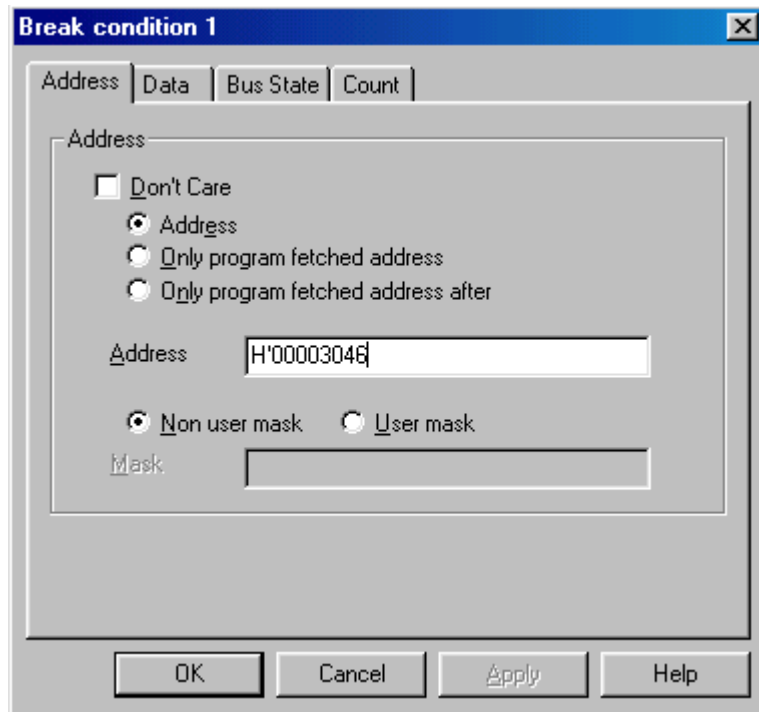 Break condition 1
Address Data Bus State Count
Address
Don't Care
Address
Only program fetched address
Only program fetched address after
Address H'00003046
Non user mask User mask
Mask
OK Cancel Apply Help